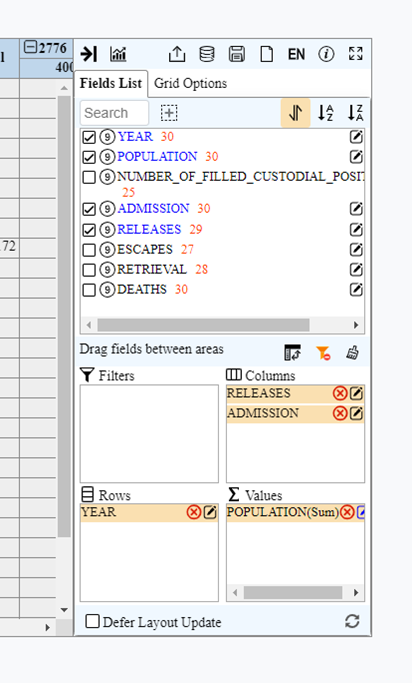 l
2776
400
EN
Fields List Grid Options
Search
YEAR 30
POPULATION 30
NUMBER_OF_FILLED_CUSTODIAL_POSI
25
ADMISSION 30
RELEASES 29
ESCAPES 27
RETRIEVAL 28
DEATHS 30
72
Drag fields between areas
Filters
Columns
RELEASES
ADMISSION
Rows
YEAR
Values
POPULATION(Sum)
Defer Layout Update